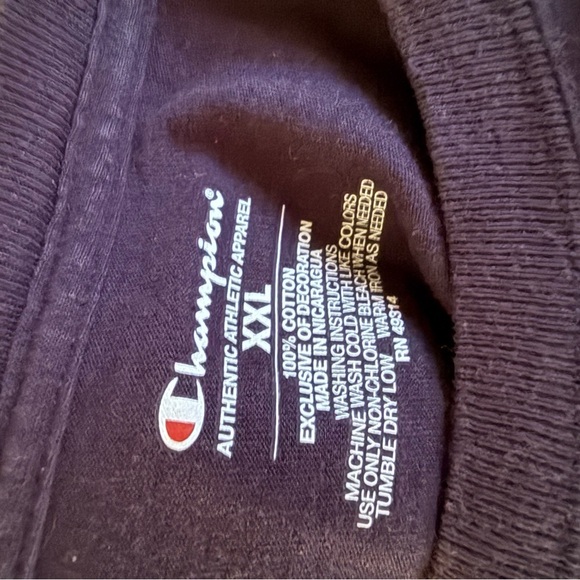 Champion®
AUTHENTIC ATHLETIC APPAREL
XXL
100% COTTON
EXCLUSIVE OF DECORATION
MADE IN NICARAGUA
WASHING INSTRUCTIONS
MACHINE WASH COLD WITH LIKE COLORS
USE ONLY NON-CHLORINE BLEACH WHEN NEEDED
TUMBLE DRY LOW WARM IRON AS NEEDED
RN 49314